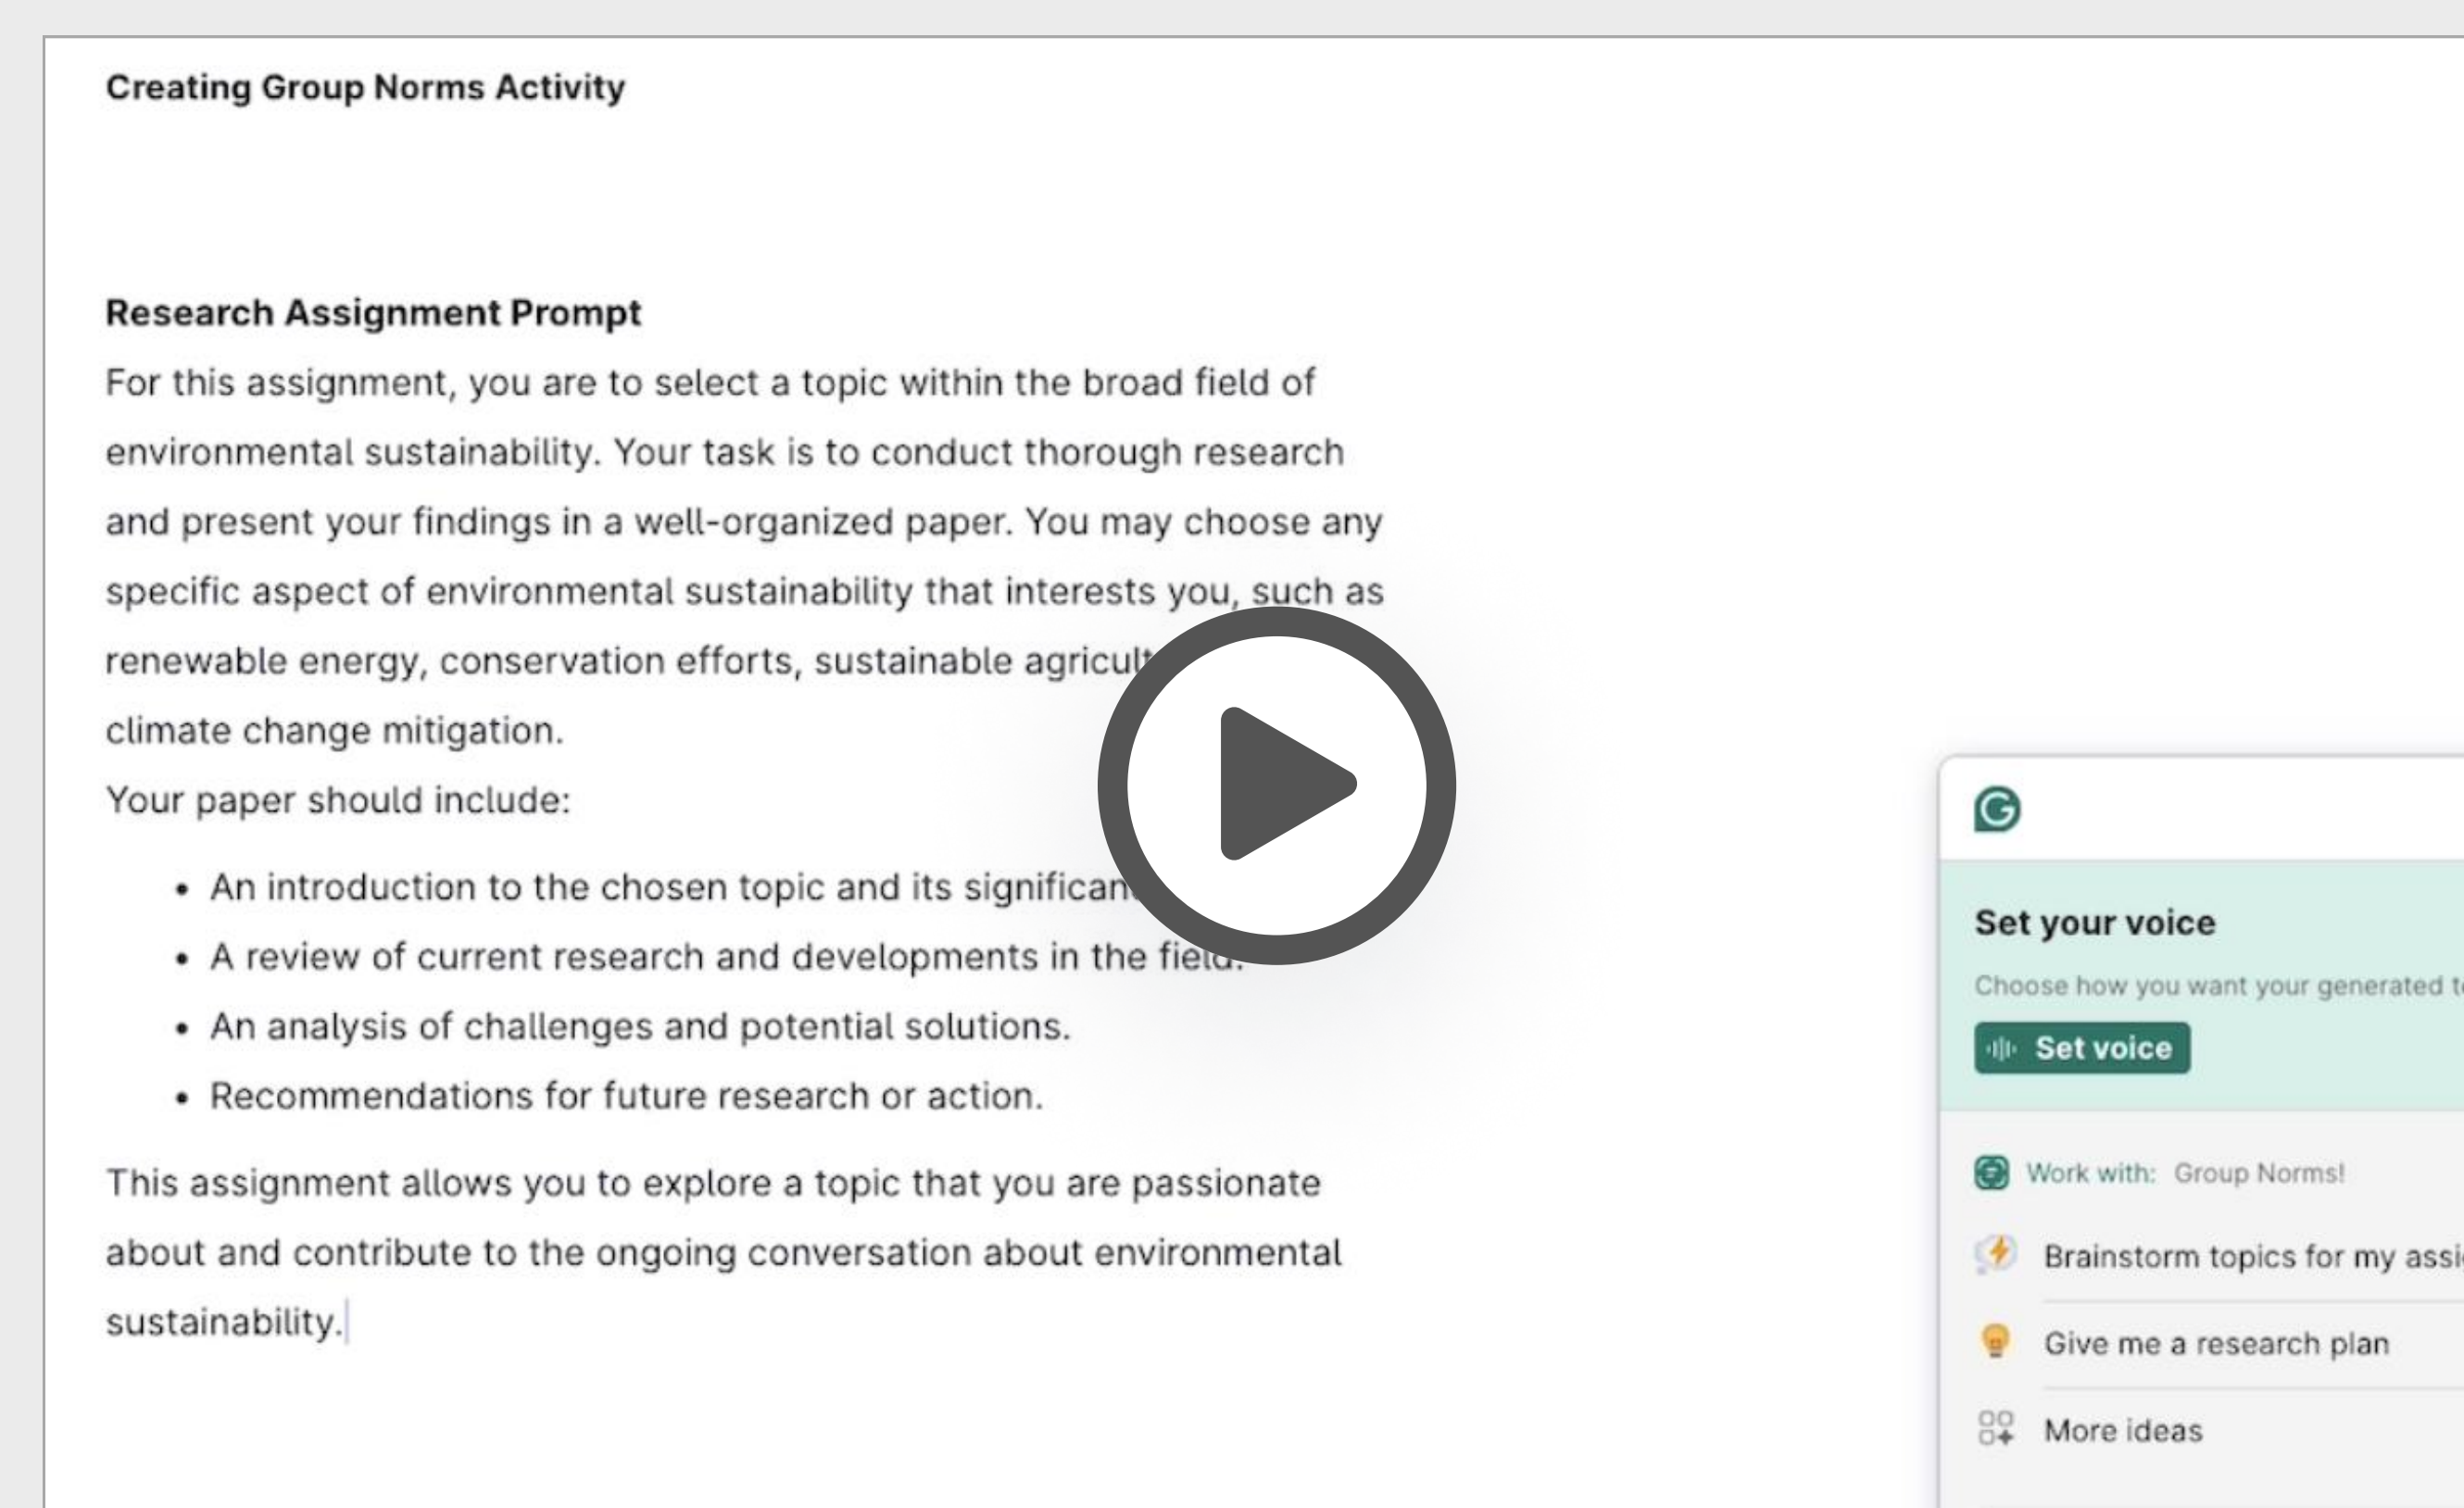 Creating Group Norms Activity
Research Assignment Prompt
For this assignment, you are to select a topic within the broad field of
environmental sustainability. Your task is to conduct thorough research
and present your findings in a well-organized paper. You may choose any
specific aspect of environmental sustainability that interests you, such as
renewable energy, conservation efforts, sustainable
climate change mitigation.
Your paper should include:
• An introduction to the chosen topic and its
• A review of current research and developments in the field.
• An analysis of challenges and potential solutions.
• Recommendations for future research or action.
This assignment allows you to explore a topic that you are passionate
about and contribute to the ongoing conversation about environmental
sustainability.
G
Set your voice
Choose how you want your generated
Set voice
Work with: Group Norms!
Brainstorm topics for my
Give me a research plan
More ideas